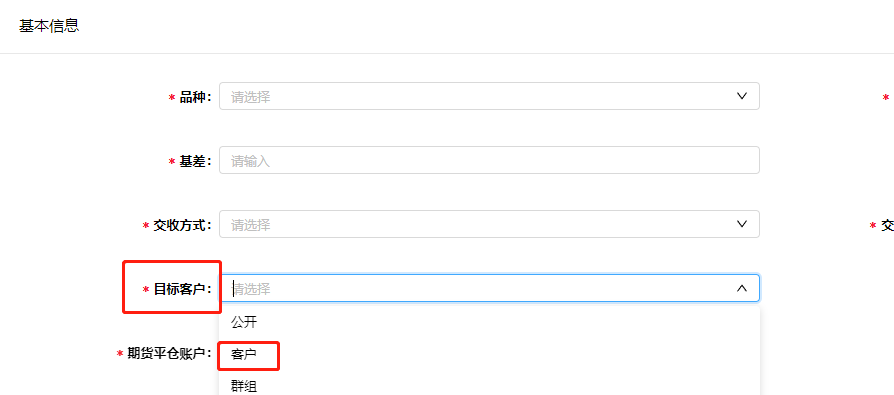 基本信息
* 品种： 请选择 *
* 基差： 请输入
* 交收方式： 请选择 * 交
* 目标客户： 请选择
公开
* 期货平仓账户： 客户
群组